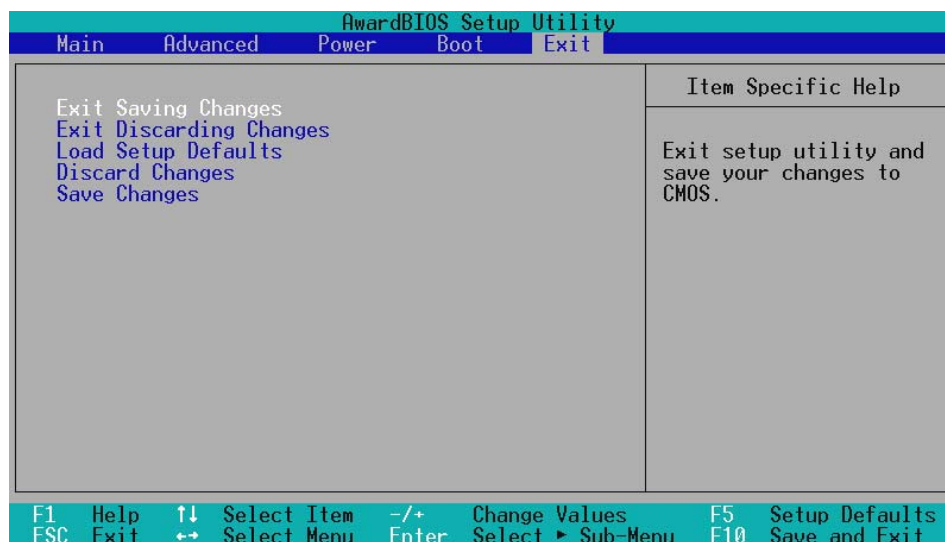 AwardBIOS Setup Utility
Main Advanced Power Boot Exit
Item Specific Help
Exit Saving Changes
Exit Discarding Changes
Load Setup Defaults
Discard Changes
Save Changes
Exit setup utility and
save your changes to
CMOS.
F1 Help ↑↓ Select Item -/+ Change Values F5 Setup Defaults
ESC Exit ←→ Select Menu Enter Select ► Sub-Menu F10 Save and Exit